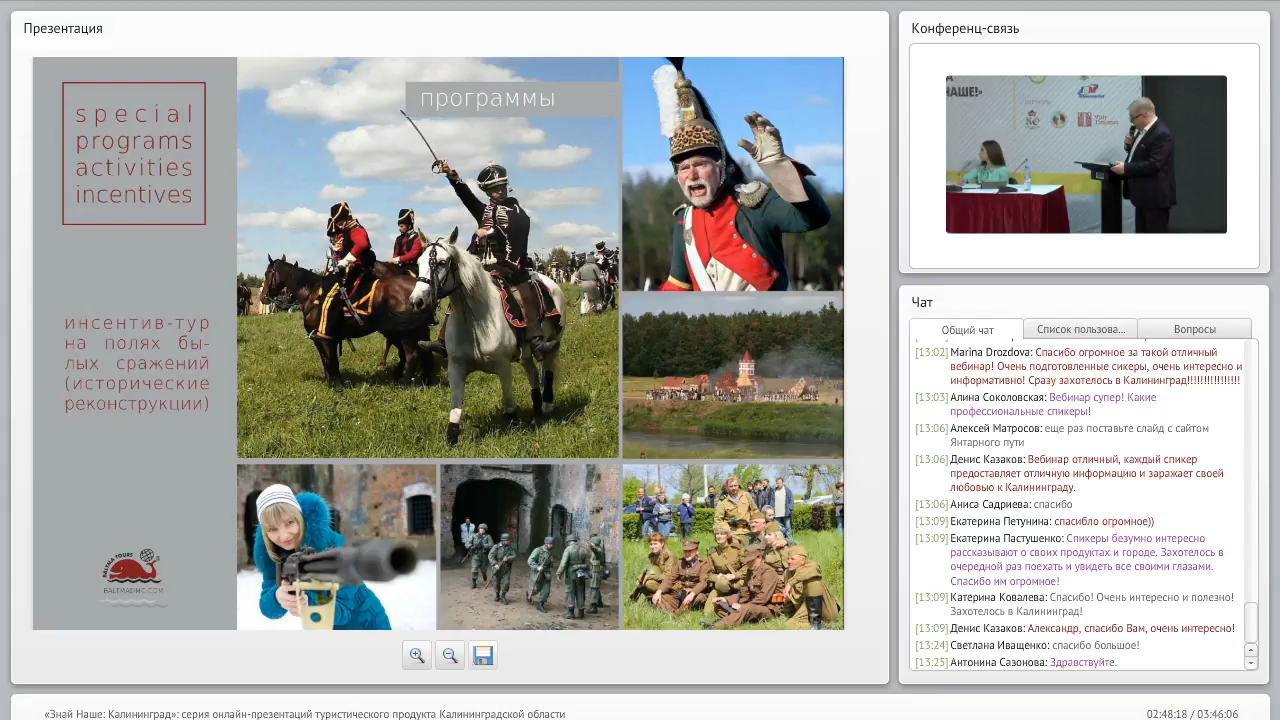 Презентация
special
programs
activities
incentives
программы
инсентив-тур
на полях бы-
лых сражений
(исторические
реконструкции)
BALTMA TOURS
BALTMADMC.COM
Конференц-связь
НАШЕ!»
Чат
Общий чат
Список пользова...
Вопросы
[13:02] Marina Drozdova: Спасибо огромное за такой отличный
вебинар! Очень подготовленные сикеры, очень интересно и
информативно! Сразу захотелось в Калининград!!!!!!!!!!!!!!!!
[13:03] Алина Соколовская: Вебинар супер! Какие
профессиональные спикеры!
[13:06] Алексей Матросов: еще раз поставьте слайд с сайтом
Янтарного пути
[13:06] Денис Казаков: Вебинар отличный, каждый спикер
предоставляет отличную информацию и заражает своей
любовью к Калининграду.
[13:06] Аниса Садриева: спасибо
[13:09] Екатерина Петунина: спасибло огромное))
[13:09] Екатерина Пастушенко: Спикеры безумно интересно
рассказывают о своих продуктах и городе. Захотелось в
очередной раз поехать и увидеть все своими глазами.
Спасибо им огромное!
[13:09] Катерина Ковалева: Спасибо! Очень интересно и полезно!
Захотелось в Калининград!
[13:09] Денис Казаков: Александр, спасибо Вам, очень интересно!
[13:24] Светлана Иващенко: спасибо большое!
[13:25] Антонина Сазонова: Здравствуйте.
«Знай Наше: Калининград»: серия онлайн-презентаций туристического продукта Калининградской области
02:48:18 / 03:46:06